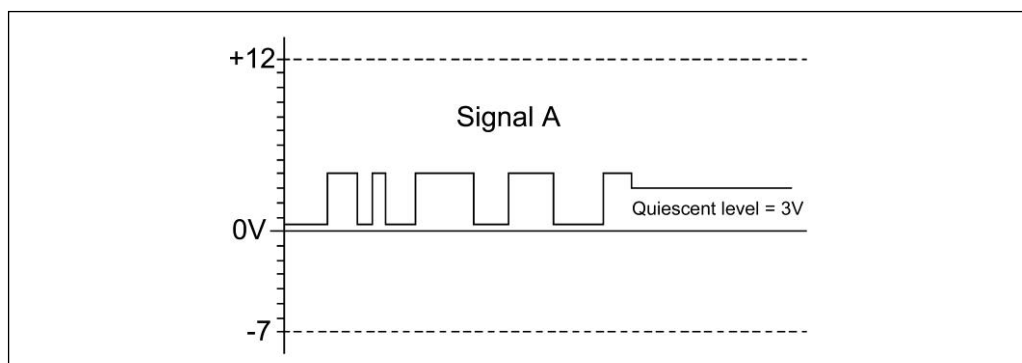 +12
Signal A
Quiescent level = 3V
0V
-7